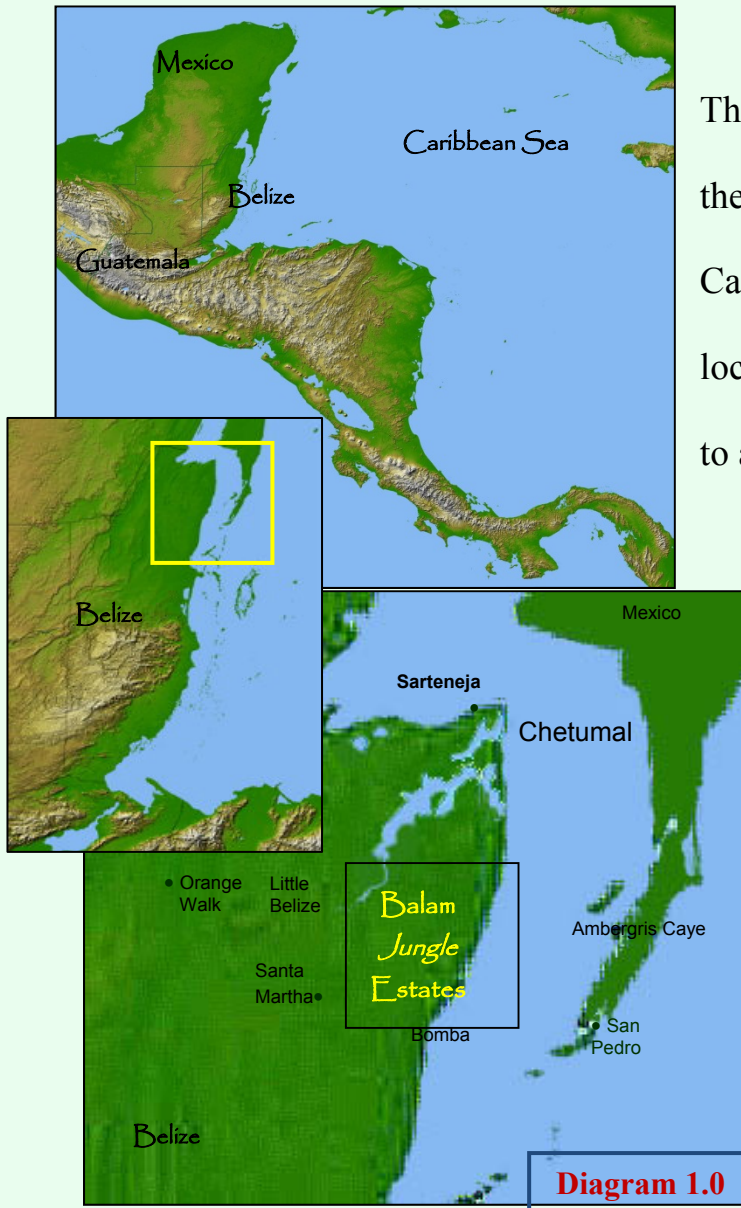 Mexico
Caribbean Sea
Belize
Guatemala
Th
the
Ca
loc
to a
Belize
Mexico
Sarteneja
Chetumal
Orange
Walk
Little
Belize
Balam
Jungle
Estates
Ambergris Caye
Santa
Martha
Bomba
San
Pedro
Belize
Diagram 1.0